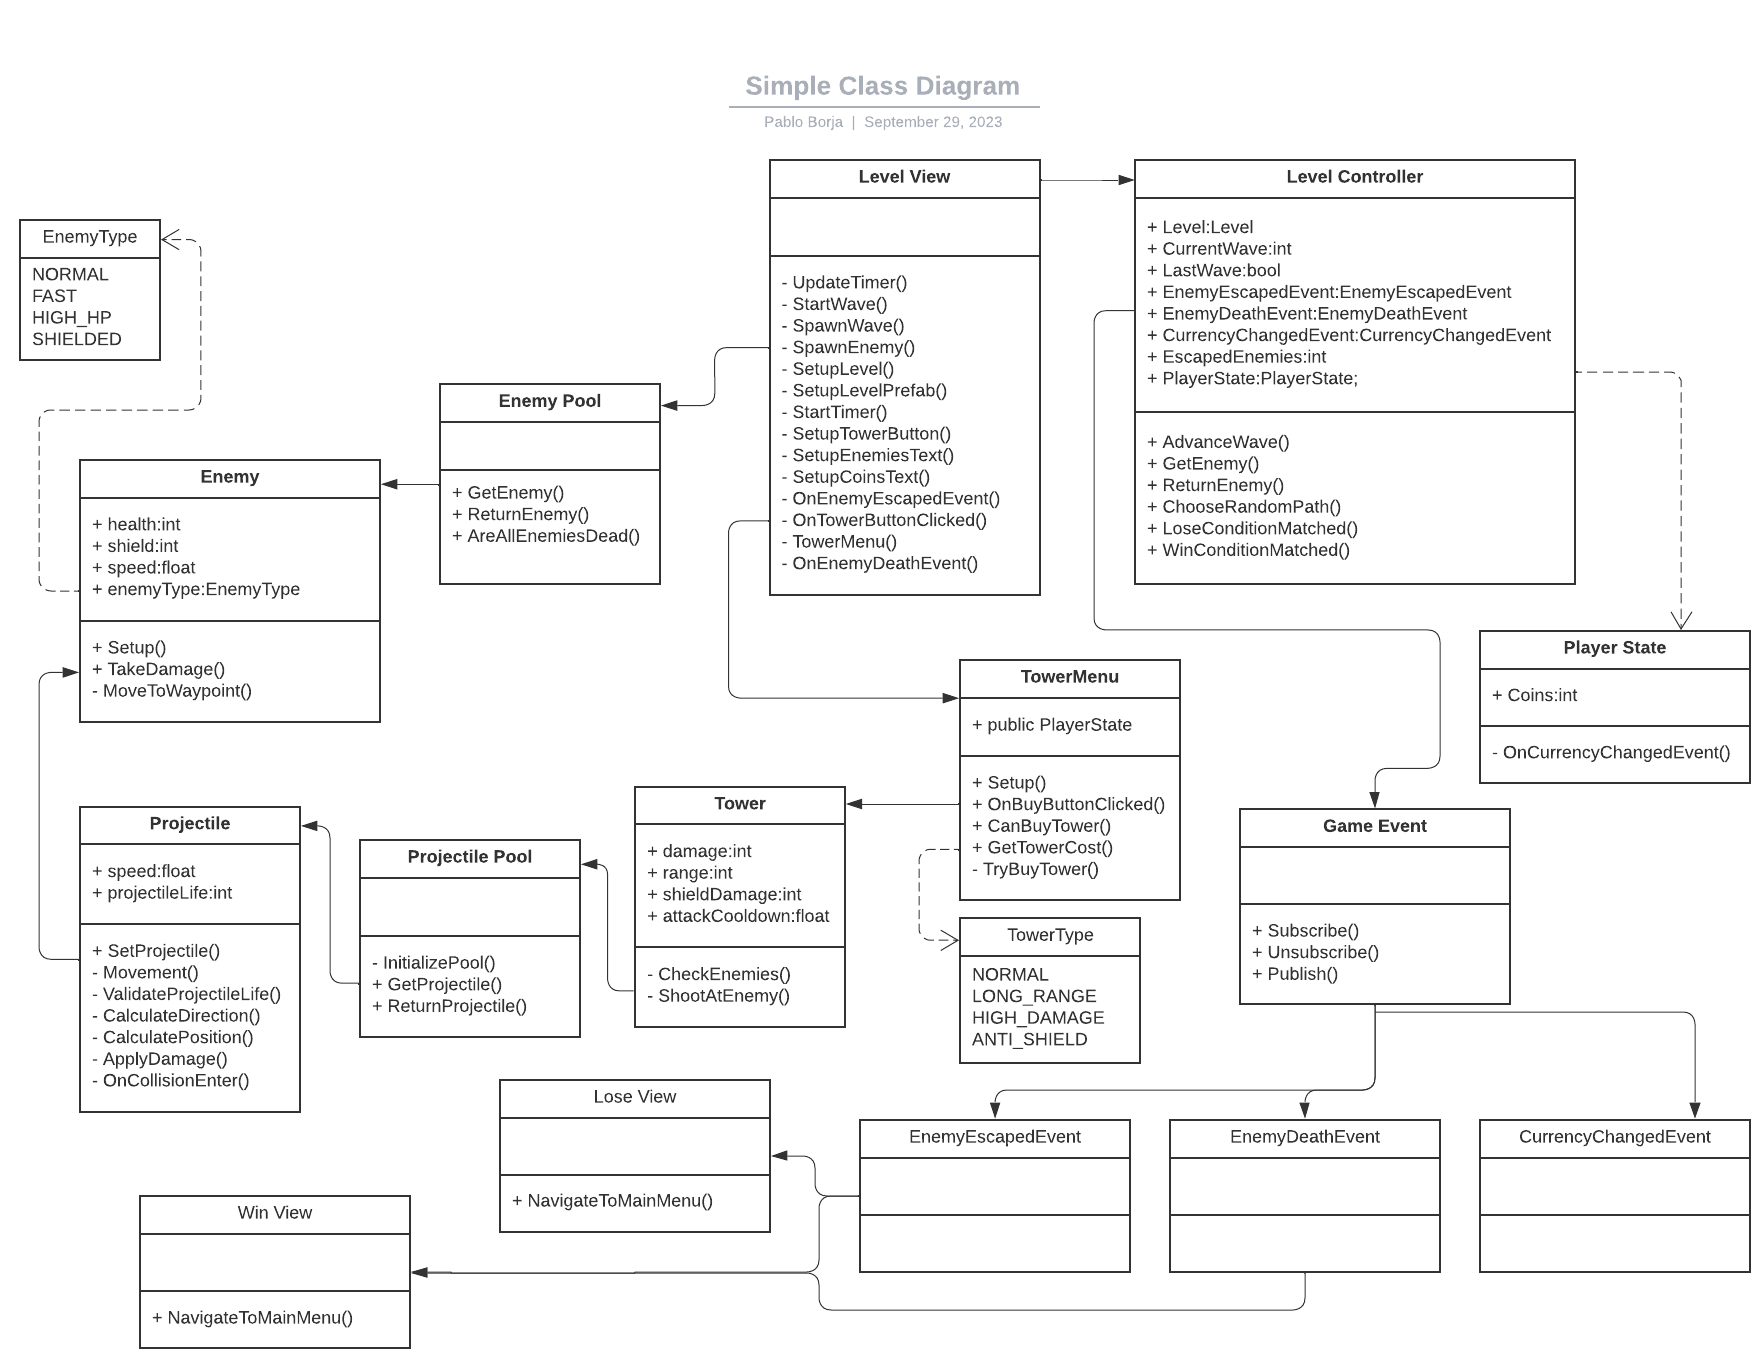 Simple Class Diagram
Pablo Borja | September 29, 2023
EnemyType
NORMAL
FAST
HIGH_HP
SHIELDED
Enemy
+ health:int
+ shield:int
+ speed:float
+ enemyType:EnemyType
+ Setup()
+ TakeDamage()
- MoveToWaypoint()
Enemy Pool
+ GetEnemy()
+ ReturnEnemy()
+ AreAllEnemiesDead()
Level View
- UpdateTimer()
- StartWave()
- SpawnWave()
- SpawnEnemy()
- SetupLevel()
- SetupLevelPrefab()
- StartTimer()
- SetupTowerButton()
- SetupEnemiesText()
- SetupCoinsText()
- OnEnemyEscapedEvent()
- OnTowerButtonClicked()
- TowerMenu()
- OnEnemyDeathEvent()
Level Controller
+ Level:Level
+ CurrentWave:int
+ LastWave:bool
+ EnemyEscapedEvent:EnemyEscapedEvent
+ EnemyDeathEvent:EnemyDeathEvent
+ CurrencyChangedEvent:CurrencyChangedEvent
+ EscapedEnemies:int
+ PlayerState:PlayerState;
+ AdvanceWave()
+ GetEnemy()
+ ReturnEnemy()
+ ChooseRandomPath()
+ LoseConditionMatched()
+ WinConditionMatched()
Player State
+ Coins:int
- OnCurrencyChangedEvent()
TowerMenu
+ public PlayerState
+ Setup()
+ OnBuyButtonClicked()
+ CanBuyTower()
+ GetTowerCost()
- TryBuyTower()
Projectile
+ speed:float
+ projectileLife:int
+ SetProjectile()
- Movement()
- ValidateProjectileLife()
- CalculateDirection()
- CalculatePosition()
- ApplyDamage()
- OnCollisionEnter()
Projectile Pool
- InitializePool()
+ GetProjectile()
+ ReturnProjectile()
Tower
+ damage:int
+ range:int
+ shieldDamage:int
+ attackCooldown:float
- CheckEnemies()
- ShootAtEnemy()
TowerType
NORMAL
LONG_RANGE
HIGH_DAMAGE
ANTI_SHIELD
Game Event
+ Subscribe()
+ Unsubscribe()
+ Publish()
Lose View
+ NavigateToMainMenu()
EnemyEscapedEvent
EnemyDeathEvent
CurrencyChangedEvent
Win View
+ NavigateToMainMenu()